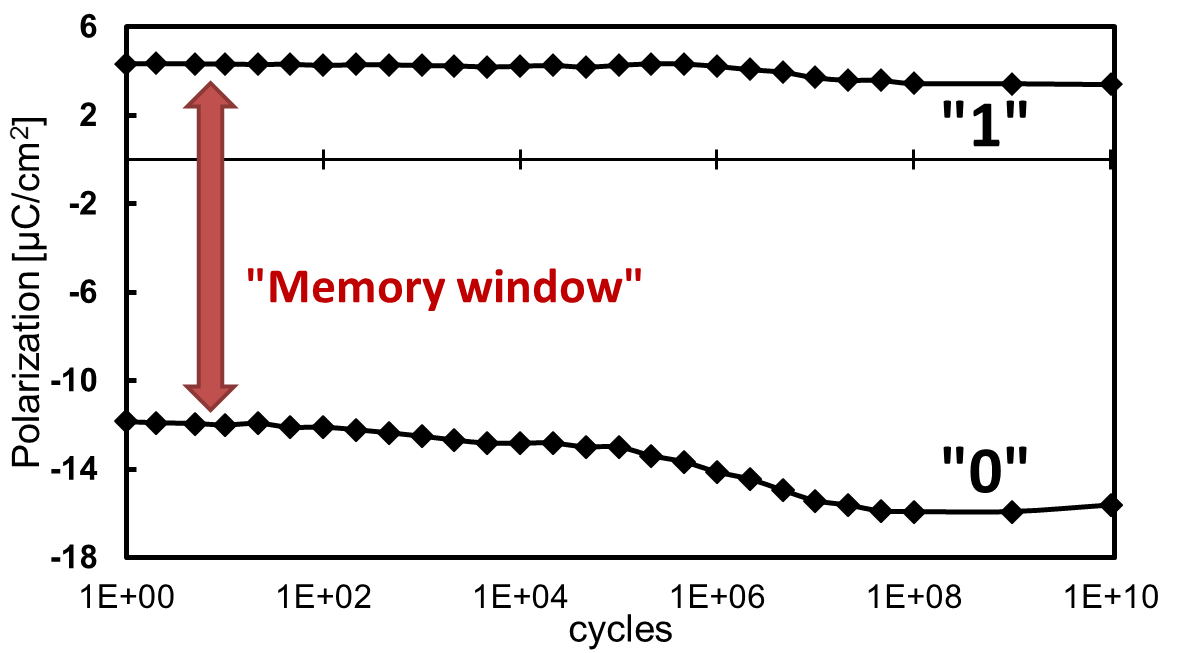 6
2
-2
-6
-10
-14
-18
Polarization [µC/cm²]
"1"
"Memory window"
"0"
1E+00 1E+02 1E+04 1E+06 1E+08 1E+10
cycles